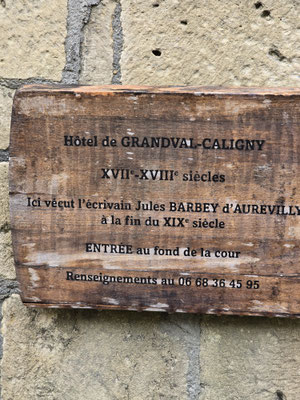 Hôtel de GRANDVAL-CALIGNY
XVIIe-XVIIIe siècles
Ici vécut l'écrivain Jules BARBEY d'AUREVILLY
à la fin du XIXe siècle
ENTRÉE au fond de la cour
Renseignements au 06 68 36 45 95